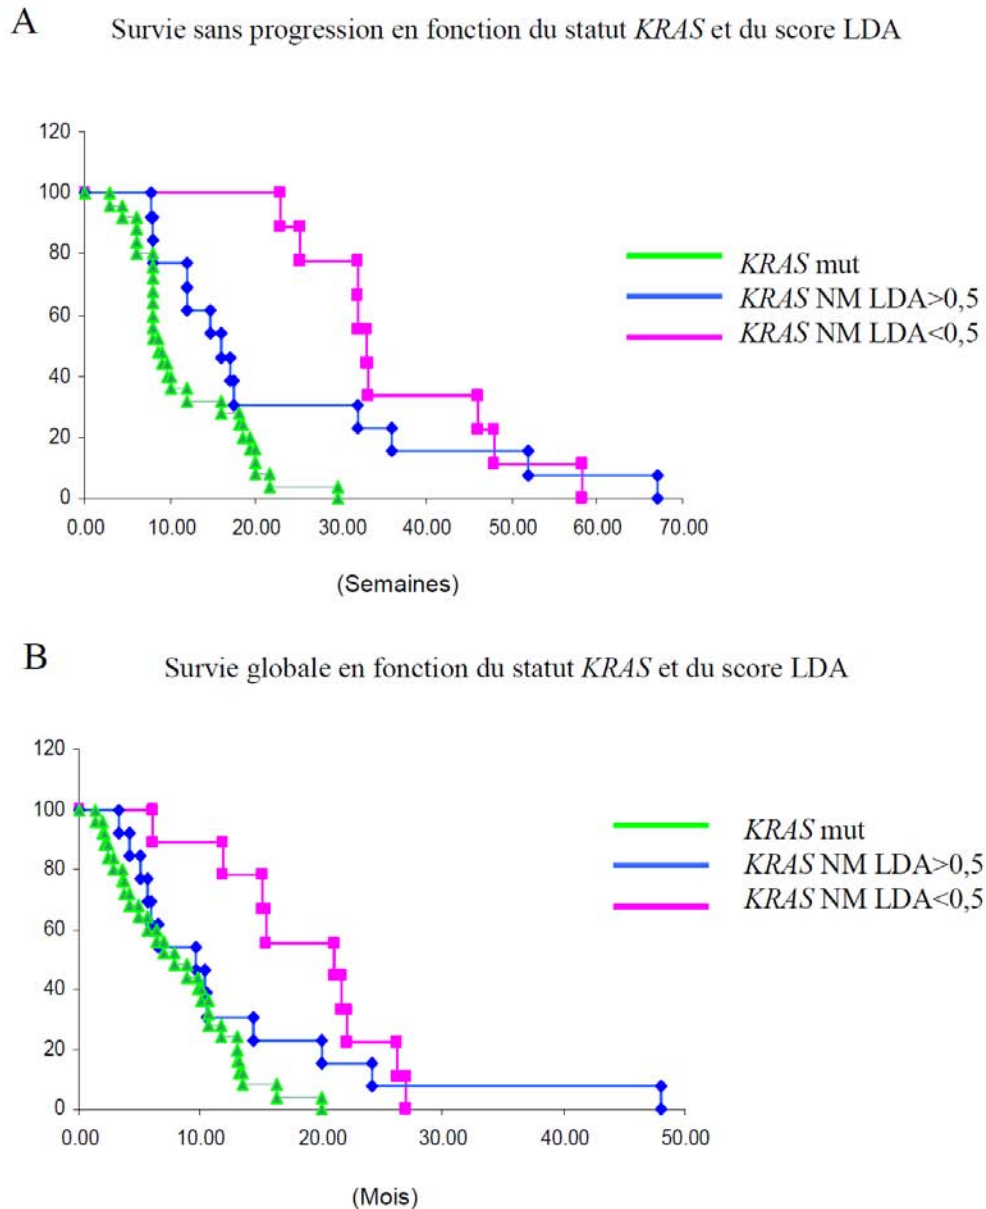 A
Survie sans progression en fonction du statut KRAS et du score LDA
120
100
80
60
40
20
0
0.00 10.00 20.00 30.00 40.00 50.00 60.00 70.00
(Semaines)
KRAS mut
KRAS NM LDA>0,5
KRAS NM LDA<0,5
B
Survie globale en fonction du statut KRAS et du score LDA
120
100
80
60
40
20
0
0.00 10.00 20.00 30.00 40.00 50.00
(Mois)
KRAS mut
KRAS NM LDA>0,5
KRAS NM LDA<0,5